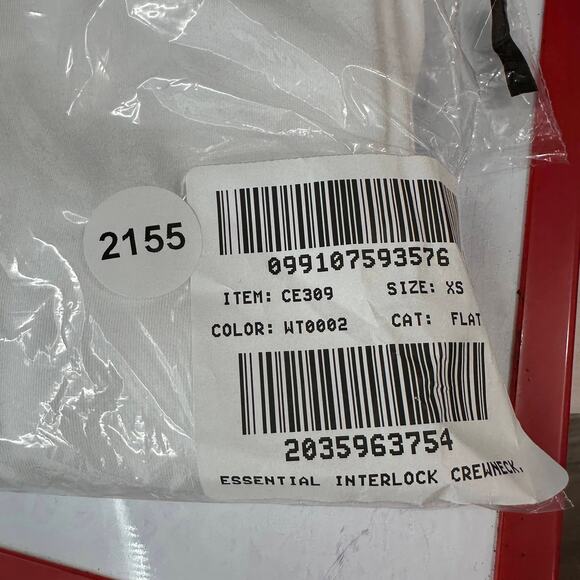 2155
099107593576
ITEM: CE309 SIZE: XS
COLOR: WT0002 CAT: FLAT
2035963754
ESSENTIAL INTERLOCK CREWNECK,